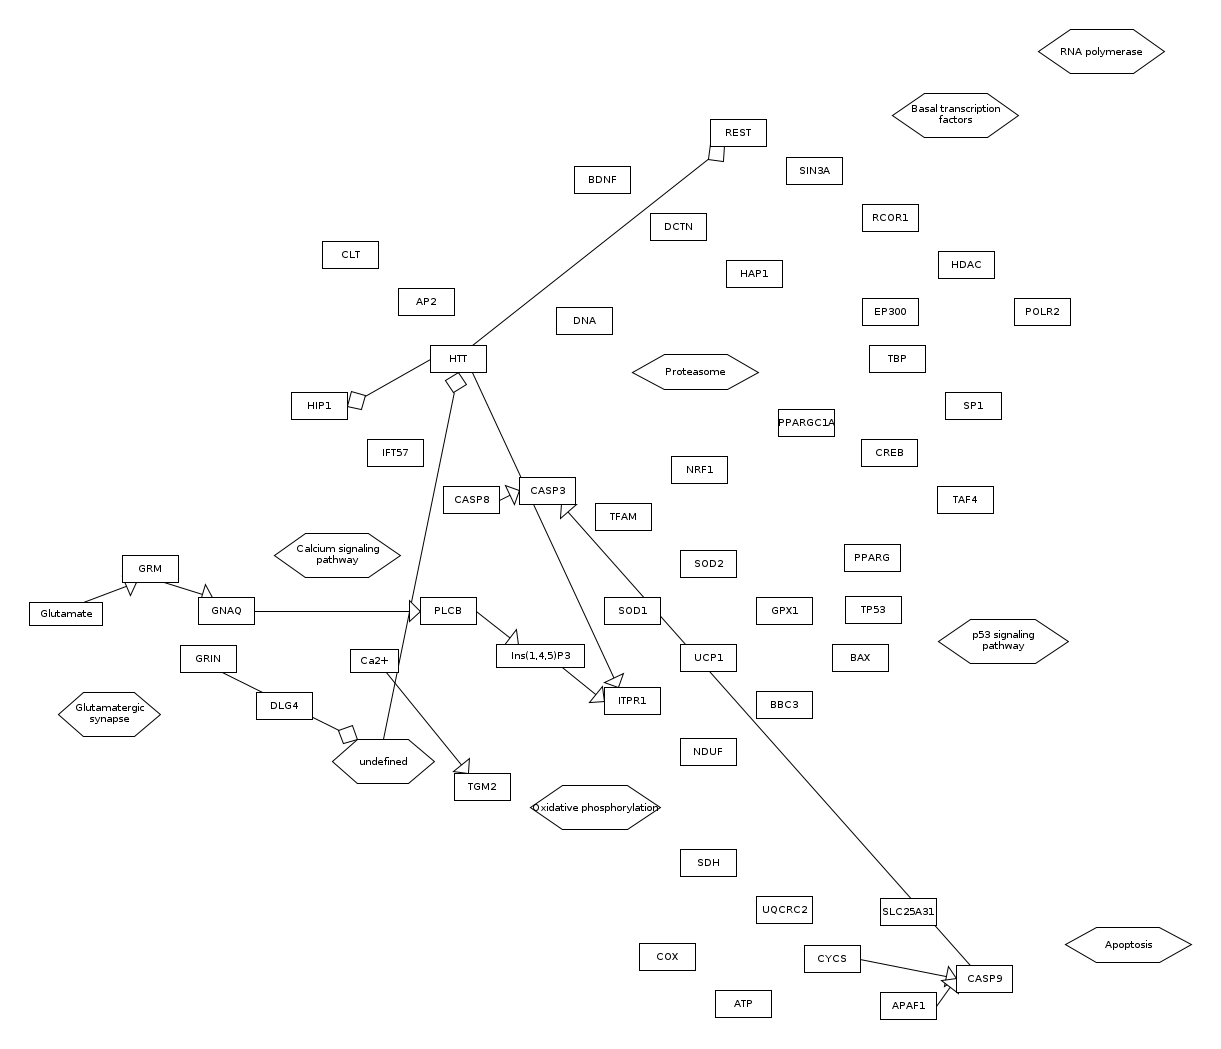 RNA polymerase
Basal transcription
factors
REST
SIN3A
BDNF
RCOR1
DCTN
CLT
HDAC
HAP1
AP2
EP300
POLR2
DNA
HTT
TBP
Proteasome
HIP1
SP1
PPARGC1A
IFT57
CREB
NRF1
CASP3
CASP8
TAF4
TFAM
Calcium signaling
pathway
PPARG
SOD2
GRM
Glutamate
GNAQ
PLCB
SOD1
GPX1
TP53
p53 signaling
pathway
Ins(1,4,5)P3
GRIN
Ca2+
UCP1
BAX
ITPR1
DLG4
BBC3
Glutamatergic
synapse
NDUF
undefined
TGM2
Oxidative phosphorylation
SDH
UQCRC2
SLC25A31
Apoptosis
COX
CYCS
CASP9
ATP
APAF1